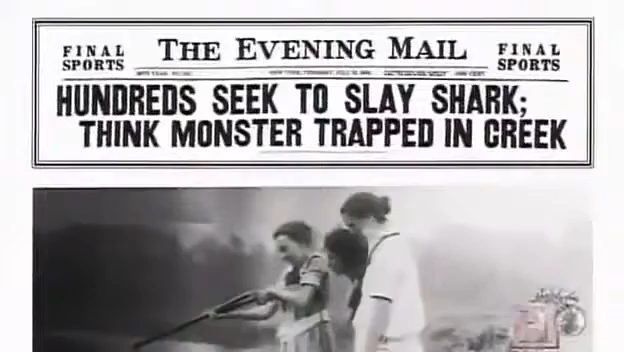 FINAL SPORTS
THE EVENING MAIL
FINAL SPORTS
HUNDREDS SEEK TO SLAY SHARK;
THINK MONSTER TRAPPED IN CREEK
H